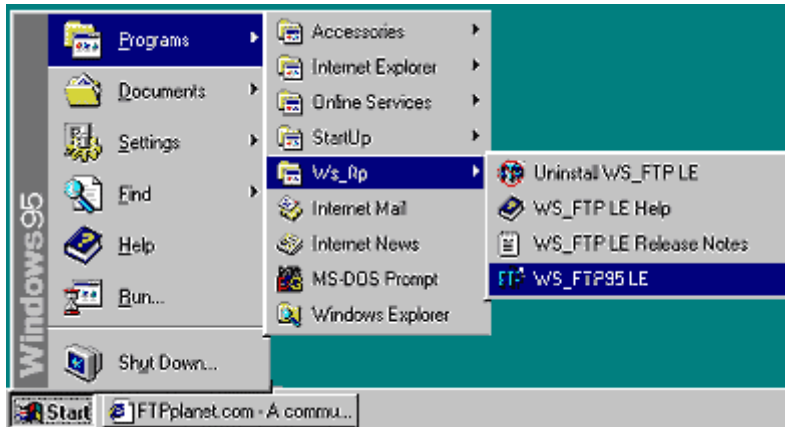 Windows95
Programs
Documents
Settings
Find
Help
Run...
Shut Down...
Accessories
Internet Explorer
Online Services
StartUp
Ws_ftp
Internet Mail
Internet News
MS-DOS Prompt
Windows Explorer
Uninstall WS_FTP LE
WS_FTP LE Help
WS_FTP LE Release Notes
WS_FTP95 LE
Start
FTPplanet.com - A commu...